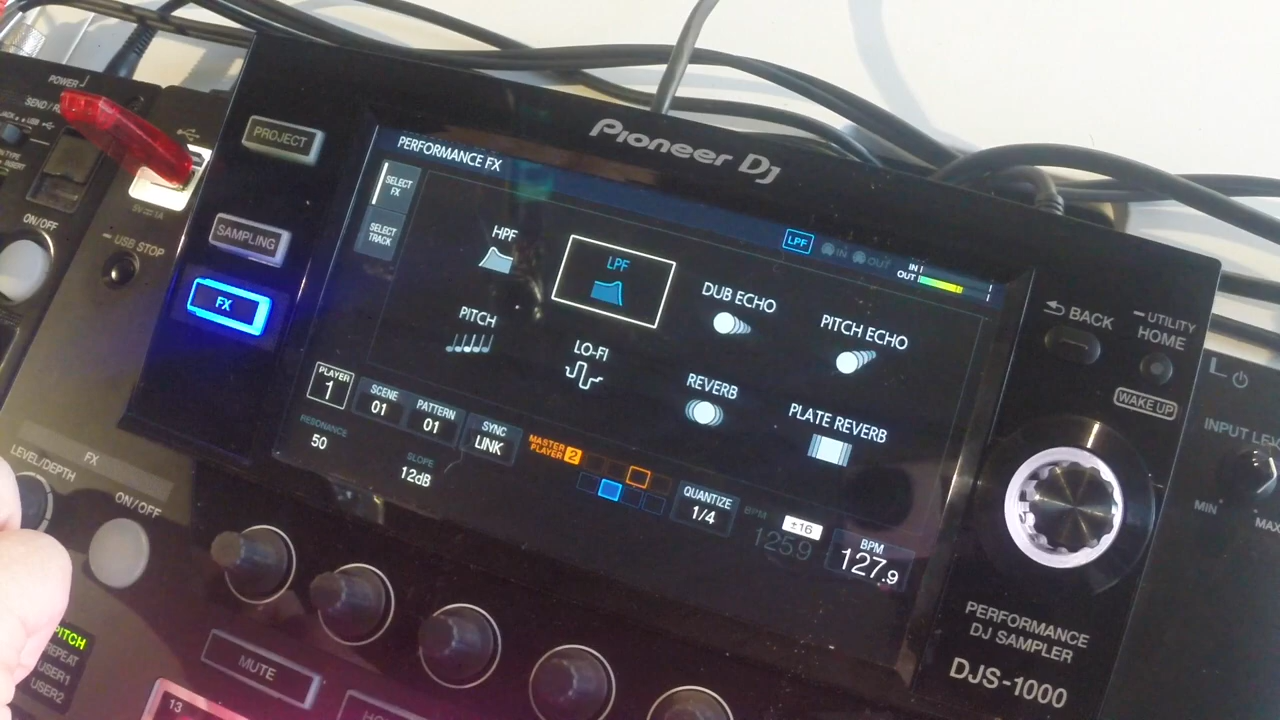 POWER
PROJECT
Pioneer Dj
PERFORMANCE FX
SELECT
FX
SELECT
TRACK
LPF
IN
OUT
IN
OUT
ON/OFF
5V⎓1A
USB STOP
SAMPLING
FX
HPF
LPF
DUB ECHO
PITCH ECHO
PITCH
LO-FI
REVERB
PLATE REVERB
BACK
UTILITY
HOME
WAKE UP
PLAYER
1
SCENE
01
PATTERN
01
SYNC
LINK
MASTER
PLAYER 2
QUANTIZE
1/4
BPM
±16
125.9
BPM
127.9
RESONANCE
50
SLOPE
12dB
FX
LEVEL/DEPTH
ON/OFF
INPUT
MIN
MAX
PERFORMANCE
DJ SAMPLER
DJS-1000
PITCH
REPEAT
USER1
USER2
MUTE
13